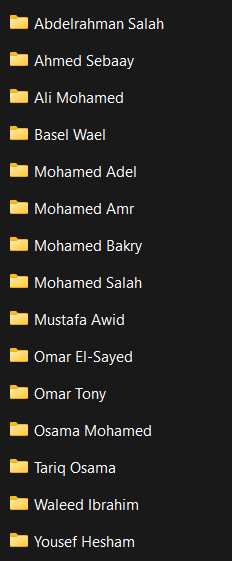 Abdelrahman Salah
Ahmed Sebaay
Ali Mohamed
Basel Wael
Mohamed Adel
Mohamed Amr
Mohamed Bakry
Mohamed Salah
Mustafa Awid
Omar El-Sayed
Omar Tony
Osama Mohamed
Tariq Osama
Waleed Ibrahim
Yousef Hesham